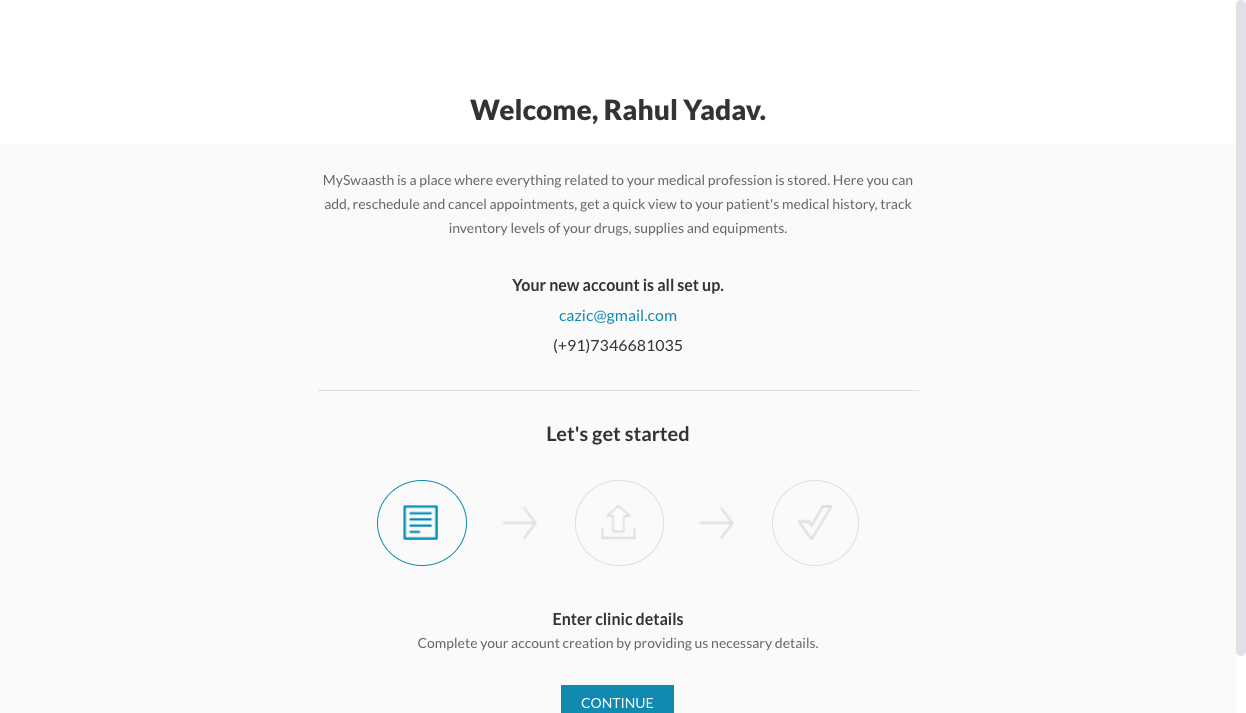 Welcome, Rahul Yadav.
MySwaasth is a place where everything related to your medical profession is stored. Here you can
add, reschedule and cancel appointments, get a quick view to your patient's medical history, track
inventory levels of your drugs, supplies and equipments.
Your new account is all set up.
cazic@gmail.com
(+91)7346681035
Let's get started
Enter clinic details
Complete your account creation by providing us necessary details.
CONTINUE